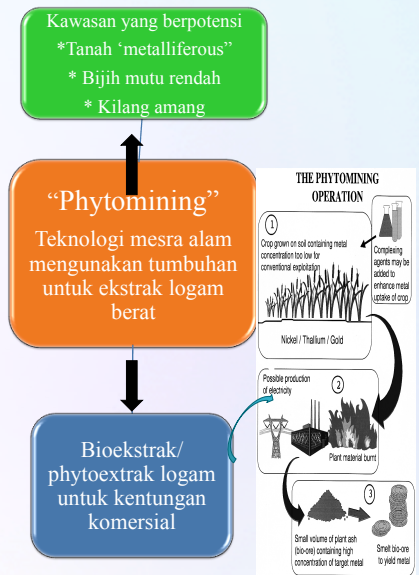 Kawasan yang berpotensi
*Tanah ‘metalliferous”
* Bijih mutu rendah
* Kilang amang
“Phytomining”
Teknologi mesra alam
mengunakan tumbuhan
untuk ekstrak logam
berat
Bioekstrak/
phytoextrak logam
untuk kentungan
komersial
THE PHYTOMINING
OPERATION
1
Crop grown on soil containing metal
concentration too low for
conventional exploitation
Complexing
agents may be
added to
enhance metal
uptake of crop
Nickel / Thallium / Gold
Possible production
of electricity
2
Plant material burnt
3
Small volume of plant ash
(bio-ore) containing high
concentration of target metal
Smelt bio-ore
to yield metal